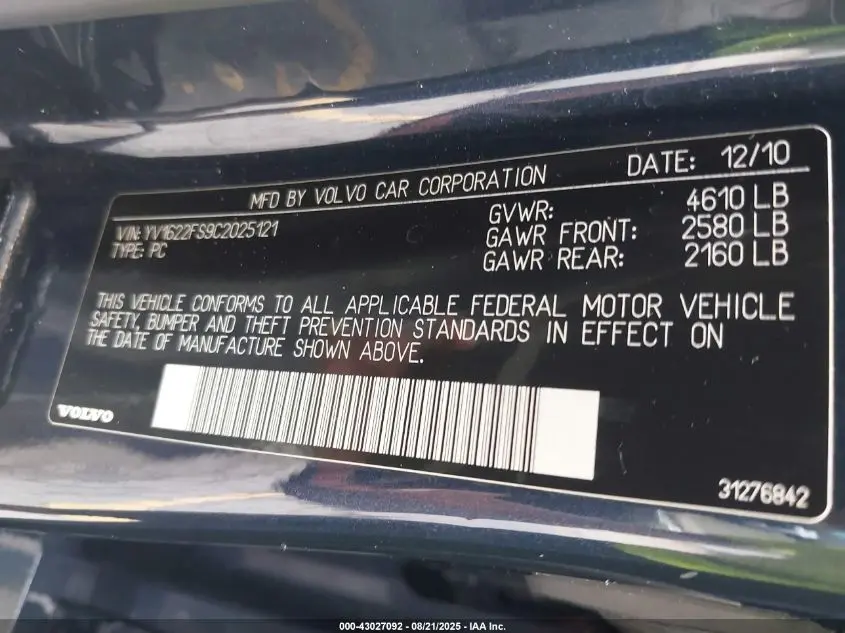 MFD BY VOLVO CAR CORPORATION
DATE: 12/10
VIN: YV1622FS9C2025121
TYPE: PC
GVWR: 4610 LB
GAWR FRONT: 2580 LB
GAWR REAR: 2160 LB
THIS VEHICLE CONFORMS TO ALL APPLICABLE FEDERAL MOTOR VEHICLE
SAFETY, BUMPER AND THEFT PREVENTION STANDARDS IN EFFECT ON
THE DATE OF MANUFACTURE SHOWN ABOVE.
VOLVO
31276842
000-43027092 - 08/21/2025 - IAA Inc.